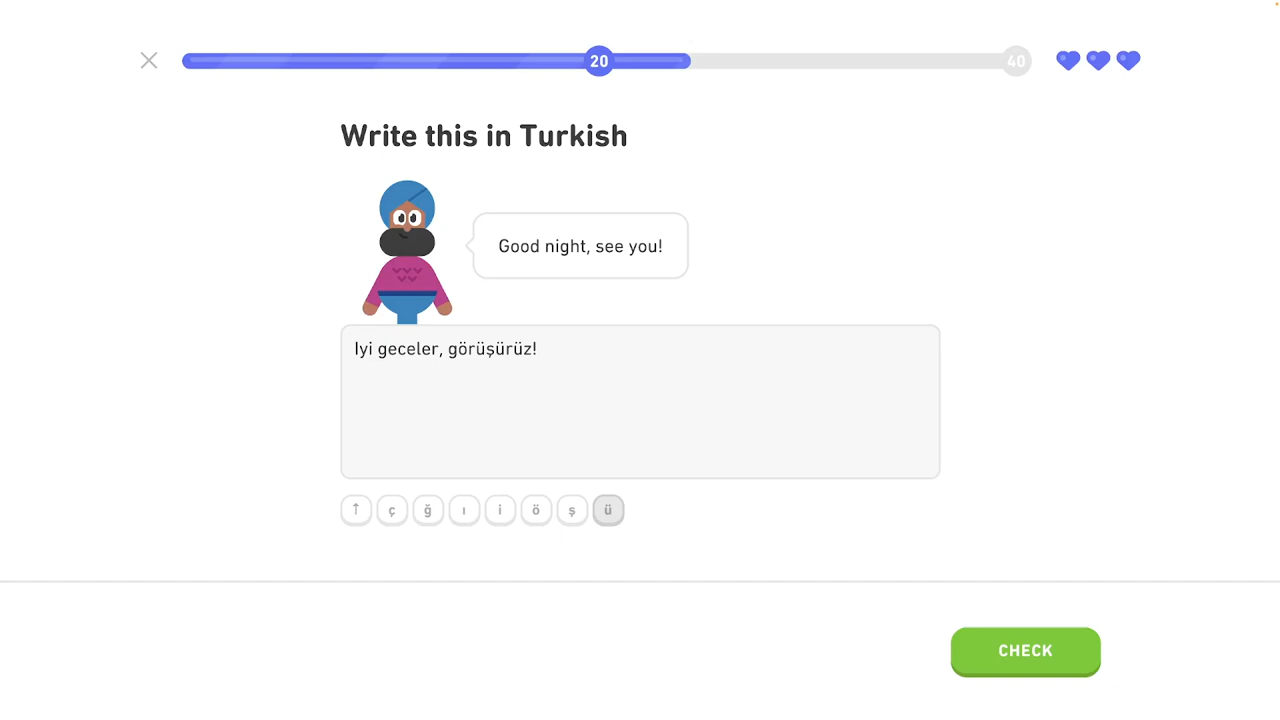 20
40
Write this in Turkish
Good night, see you!
Iyi geceler, görüşürüz!
↑ ç ğ ı i ö ş ü
CHECK